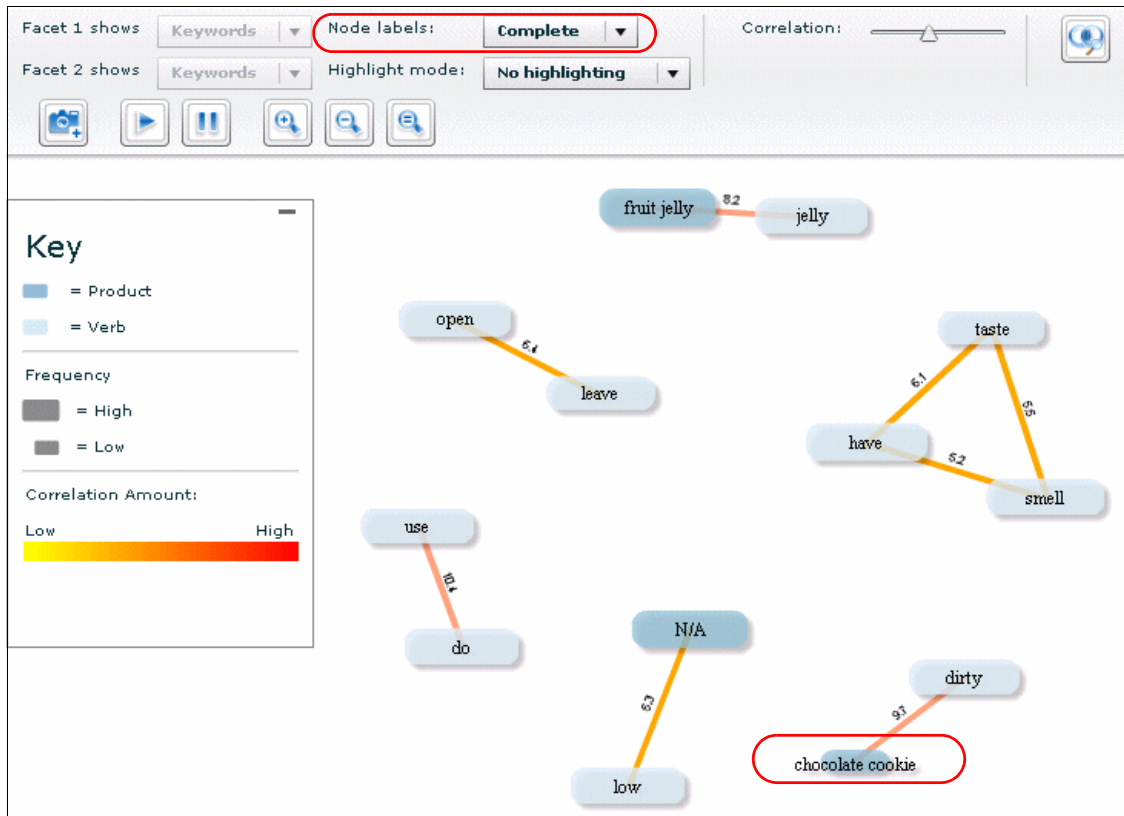 Facet 1 shows Keywords Node labels: Complete Correlation:
Facet 2 shows Keywords Highlight mode: No highlighting
fruit jelly 8.2 jelly
Key
= Product
= Verb
Frequency
= High
= Low
Correlation Amount:
Low High
open
6.4
leave
taste
6.1
5.5
have
5.2
smell
use
10.4
do
N/A
6.3
low
dirty
9.7
chocolate cookie